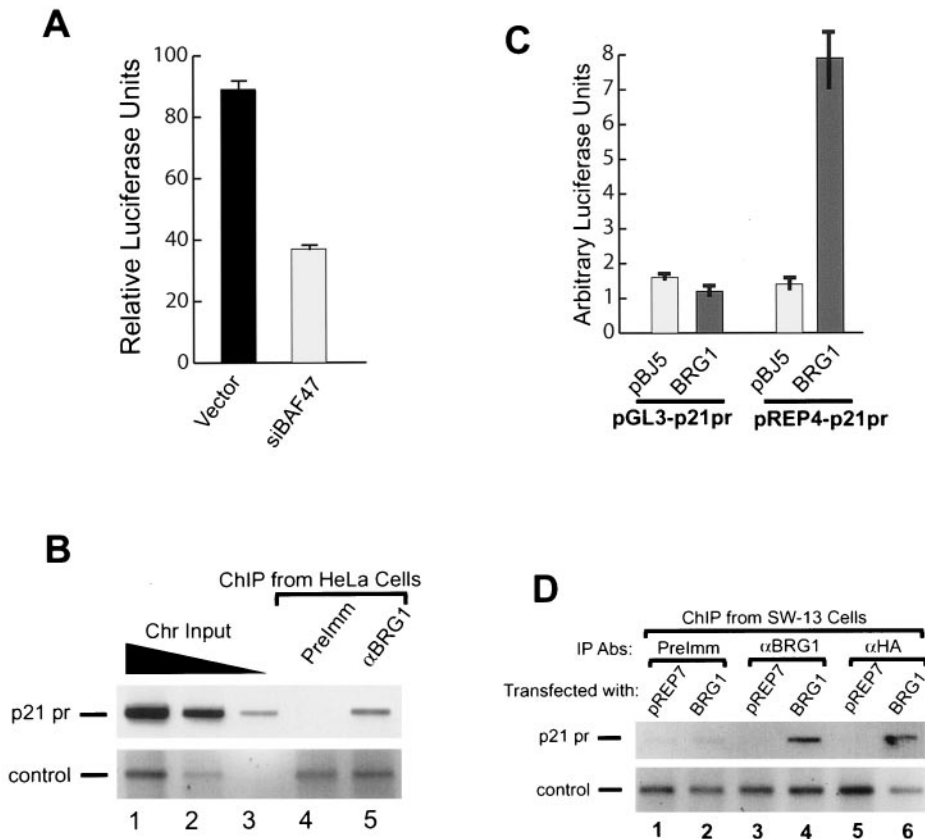 A
Relative Luciferase Units
100
80
60
40
20
0
Vector
siBAF47
C
Arbitrary Luciferase Units
8
7
6
5
4
3
2
1
0
pBJ5
BRG1
pBJ5
BRG1
pGL3-p21pr
pREP4-p21pr
B
ChIP from HeLa Cells
Chr Input
PreImm
αBRG1
p21 pr
control
1 2 3 4 5
D
ChIP from SW-13 Cells
IP Abs: PreImm αBRG1 αHA
Transfected with: pREP7 BRG1 pREP7 BRG1 pREP7 BRG1
p21 pr
control
1 2 3 4 5 6